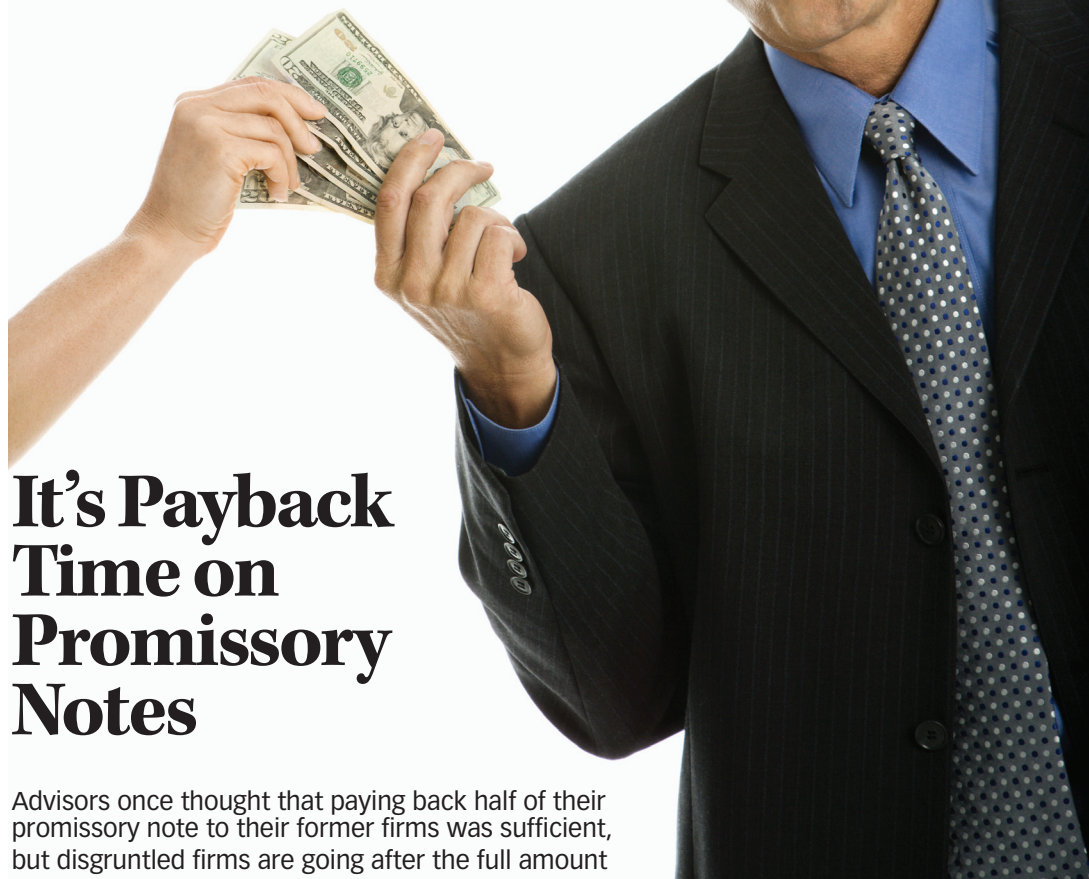 It's Payback
Time on
Promissory
Notes
Advisors once thought that paying back half of their
promissory note to their former firms was sufficient,
but disgruntled firms are going after the full amount